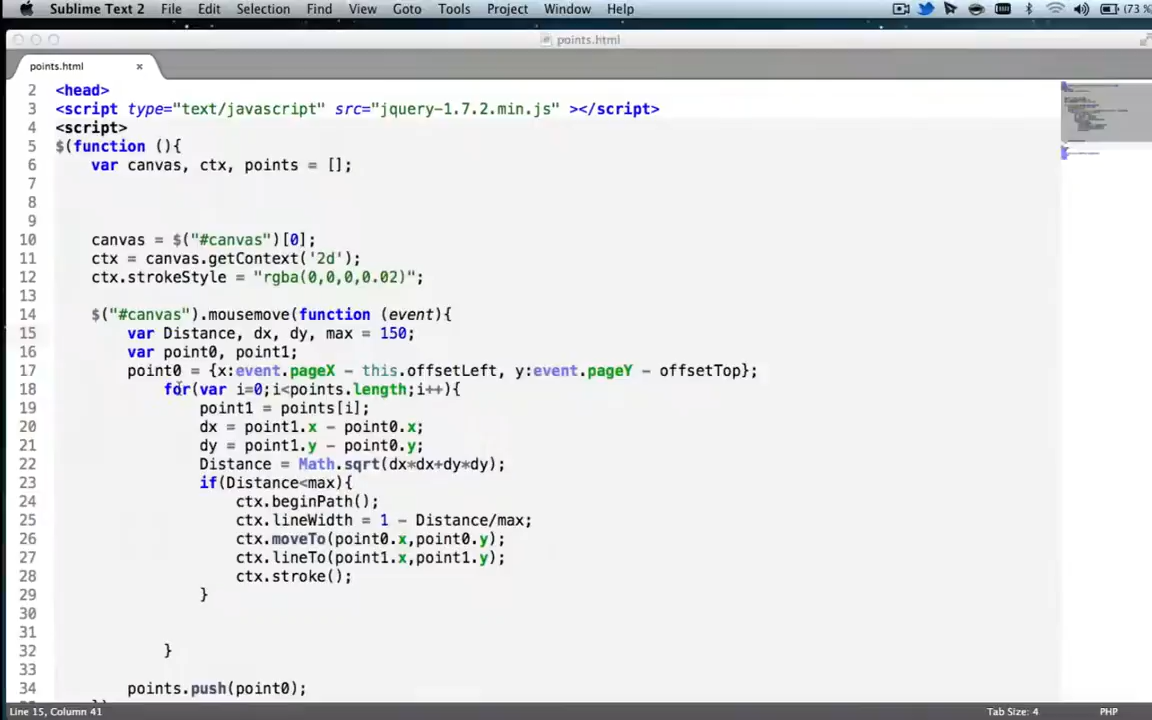 Sublime Text 2 File Edit Selection Find View Goto Tools Project Window Help (73 %
points.html
points.html ×
2 <head>
3 <script type="text/javascript" src="jquery-1.7.2.min.js" ></script>
4 <script>
5 $(function (){
6 var canvas, ctx, points = [];
7
8
9
10 canvas = $("#canvas")[0];
11 ctx = canvas.getContext('2d');
12 ctx.strokeStyle = "rgba(0,0,0,0.02)";
13
14 $("#canvas").mousemove(function (event){
15 var Distance, dx, dy, max = 150;
16 var point0, point1;
17 point0 = {x:event.pageX - this.offsetLeft, y:event.pageY - offsetTop};
18 for(var i=0;i<points.length;i++){
19 point1 = points[i];
20 dx = point1.x - point0.x;
21 dy = point1.y - point0.y;
22 Distance = Math.sqrt(dx*dx+dy*dy);
23 if(Distance<max){
24 ctx.beginPath();
25 ctx.lineWidth = 1 - Distance/max;
26 ctx.moveTo(point0.x,point0.y);
27 ctx.lineTo(point1.x,point1.y);
28 ctx.stroke();
29 }
30
31
32 }
33
34 points.push(point0);
Line 15, Column 41 Tab Size: 4 PHP